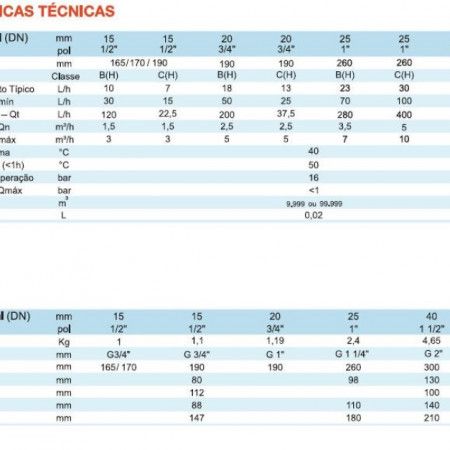 ICAS TÉCNICAS
l (DN) mm 15 15 20 20 25 25
pol 1/2" 1/2" 3/4" 3/4" 1" 1"
mm 165/170/190 190 190 260 260
Classe B(H) C(H) B(H) C(H) B(H) C(H)
to Típico L/h 10 7 18 13 23 30
mín L/h 30 15 50 25 70 100
– Qt L/h 120 22,5 200 37,5 280 400
Qn m³/h 1,5 1,5 2,5 2,5 3,5 5
máx m³/h 3 3 5 5 7 10
ma °C 40
(<1h) °C 50
peração bar 16
Qmáx bar <1
m³ 9.999 ou 99.999
L 0,02
al (DN) mm 15 15 20 25 40
pol 1/2" 1/2" 3/4" 1" 1 1/2"
Kg 1 1,1 1,19 2,4 4,65
mm G3/4" G 3/4" G 1" G 1 1/4" G 2"
mm 165/170 190 190 260 300
mm 80 98 130
mm 112 100
mm 88 110 140
mm 147 180 210